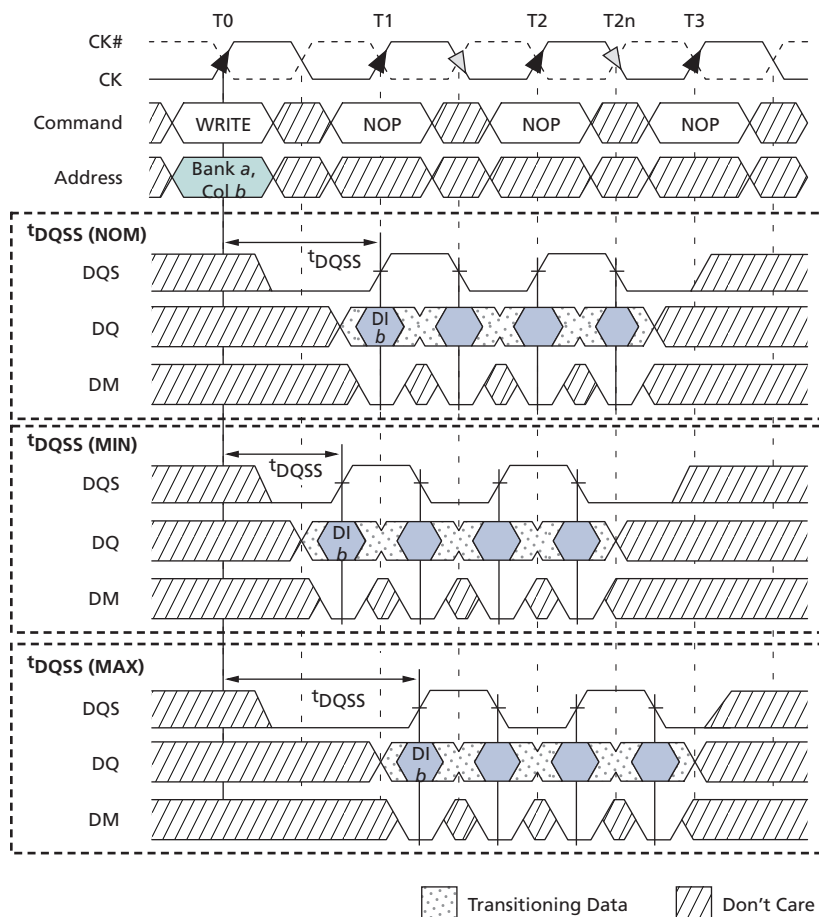 T0 T1 T2 T2n T3
CK#
CK
Command WRITE NOP NOP NOP
Address Bank a,
Col b
tDQSS (NOM)
tDQSS
DQS
DQ DI
b
DM
tDQSS (MIN)
tDQSS
DQS
DQ DI
b
DM
tDQSS (MAX)
tDQSS
DQS
DQ DI
b
DM
Transitioning Data Don't Care